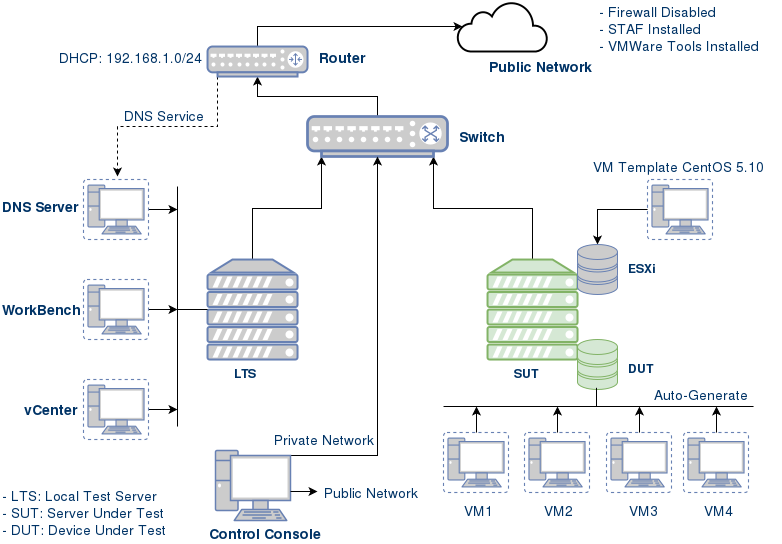 - Firewall Disabled
- STAF Installed
- VMWare Tools Installed
DHCP: 192.168.1.0/24
Router
Public Network
DNS Service
Switch
VM Template CentOS 5.10
DNS Server
ESXi
WorkBench
LTS
SUT
DUT
Auto-Generate
vCenter
Private Network
Public Network
- LTS: Local Test Server
- SUT: Server Under Test
- DUT: Device Under Test
Control Console
VM1
VM2
VM3
VM4